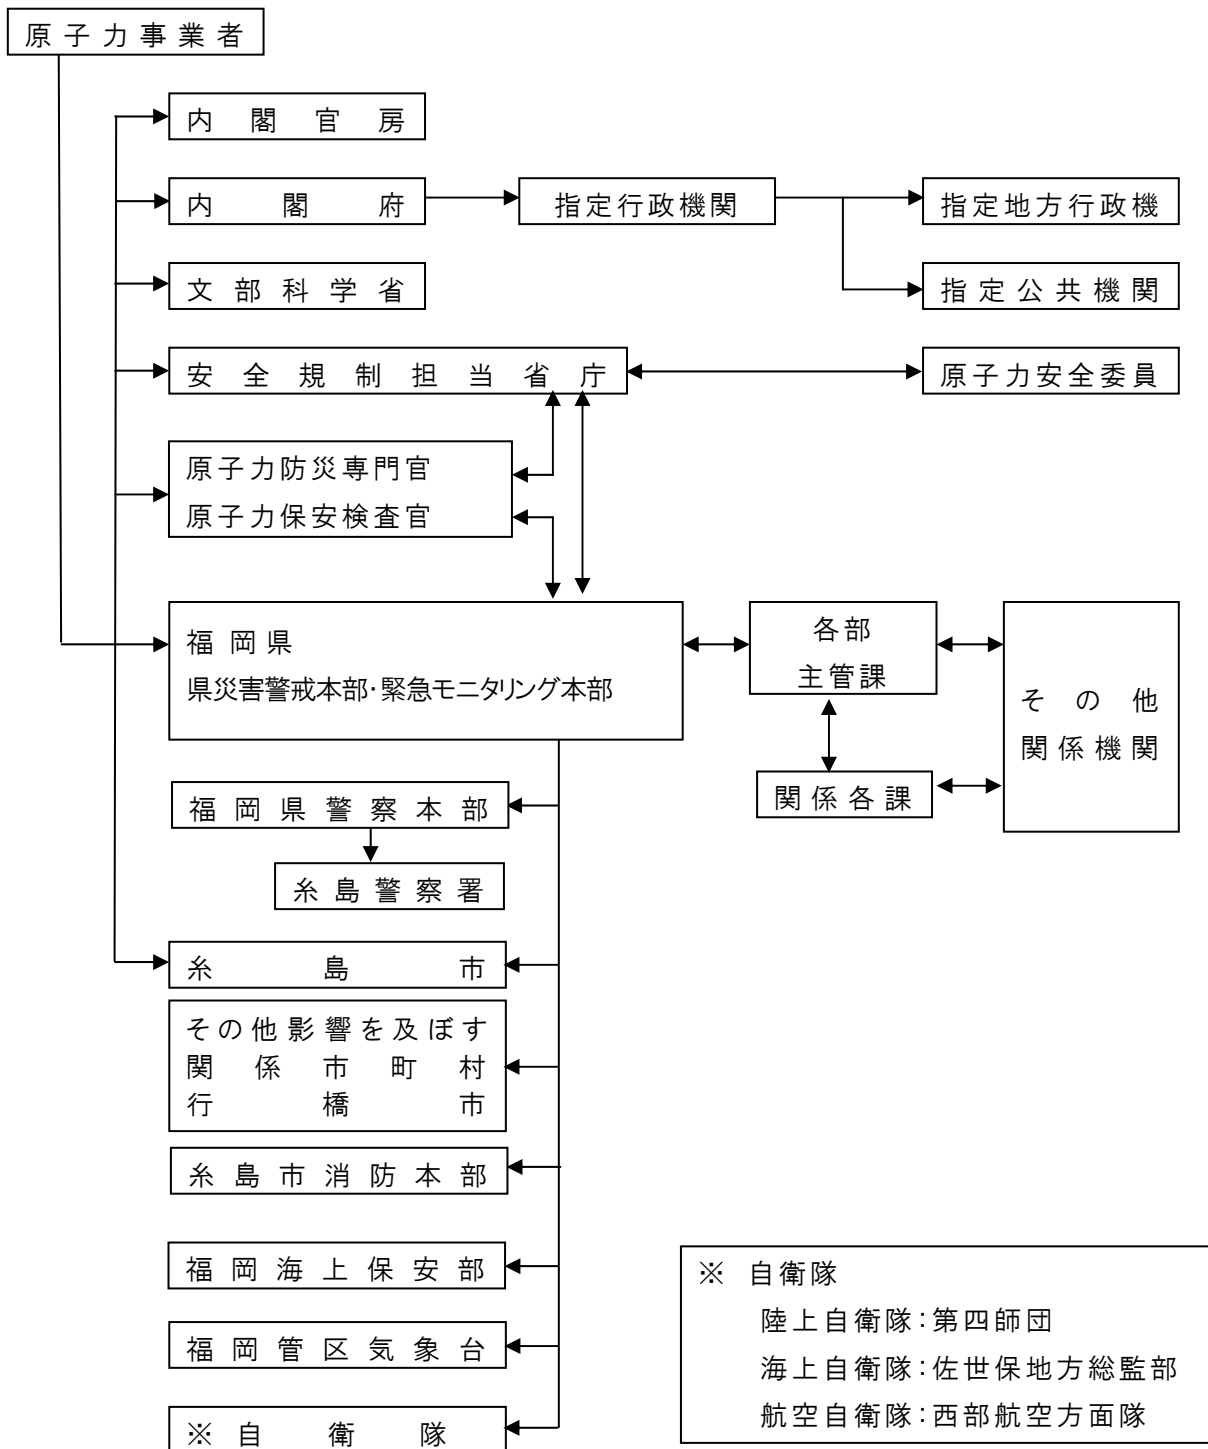 原子力事業者
内閣官房
内閣府
指定行政機関
指定地方行政機
文部科学省
指定公共機関
安全規制担当省庁
原子力安全委員
原子力防災専門官
原子力保安検査官
福岡県
県災害警戒本部・緊急モニタリング本部
各部
主管課
その他
関係機関
関係各課
福岡県警察本部
糸島警察署
糸島市
その他影響を及ぼす
関係市町村
行橋市
糸島市消防本部
福岡海上保安部
福岡管区気象台
※自衛隊
※ 自衛隊
陸上自衛隊：第四師団
海上自衛隊：佐世保地方総監部
航空自衛隊：西部航空方面隊